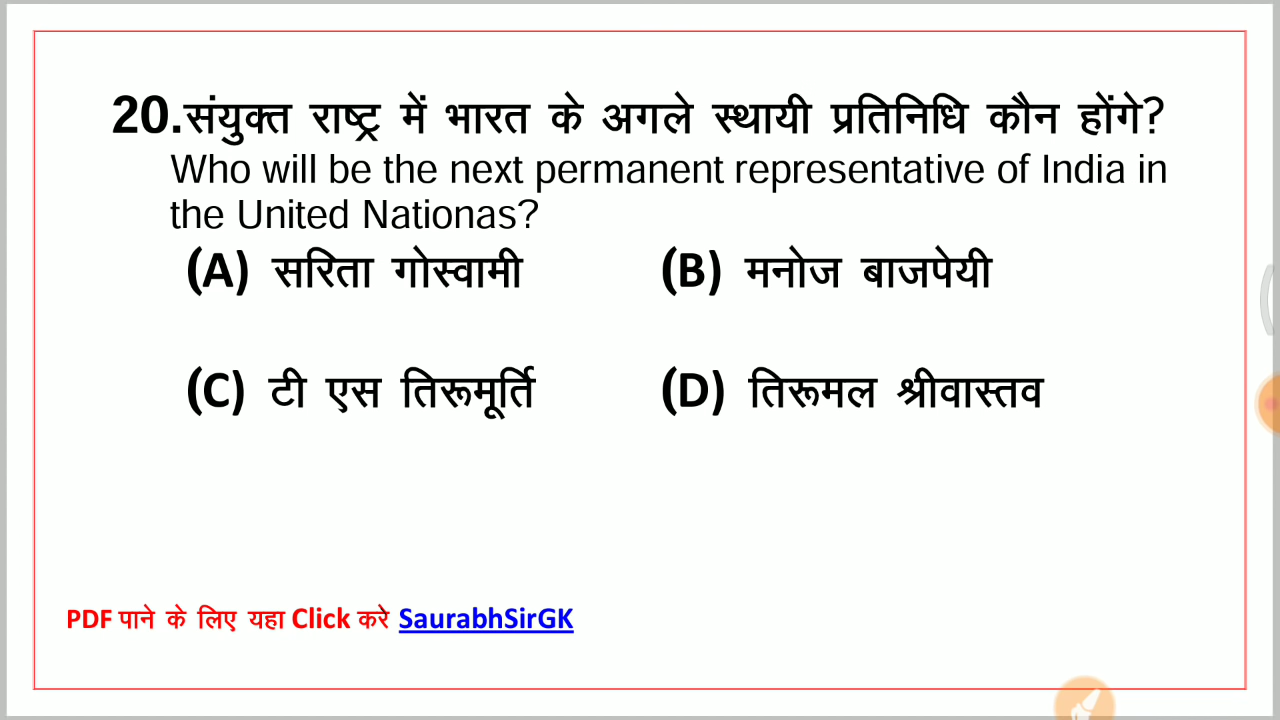 20.संयुक्त राष्ट्र में भारत के अगले स्थायी प्रतिनिधि कौन होंगे?
Who will be the next permanent representative of India in
the United Nationas?
(A) सरिता गोस्वामी (B) मनोज बाजपेयी
(C) टी एस तिरूमूर्ति (D) तिरूमल श्रीवास्तव
PDF पाने के लिए यहा Click करे SaurabhSirGK